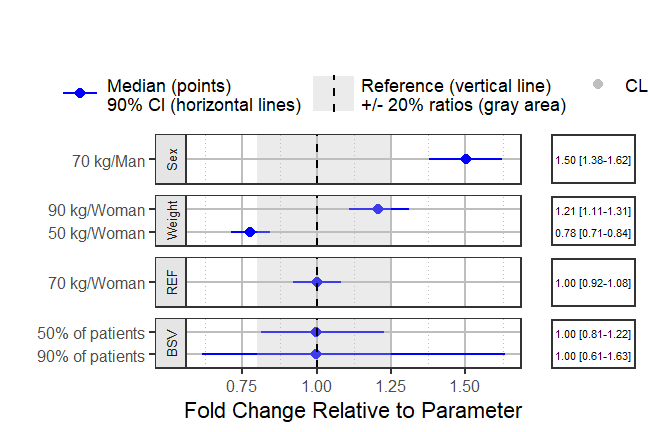 Median (points)
90% CI (horizontal lines)
Reference (vertical line)
+/- 20% ratios (gray area)
CL
70 kg/Man
Sex
1.50 [1.38-1.62]
90 kg/Woman
50 kg/Woman
Weight
1.21 [1.11-1.31]
0.78 [0.71-0.84]
70 kg/Woman
REF
1.00 [0.92-1.08]
50% of patients
90% of patients
BSV
1.00 [0.81-1.22]
1.00 [0.61-1.63]
0.75 1.00 1.25 1.50
Fold Change Relative to Parameter